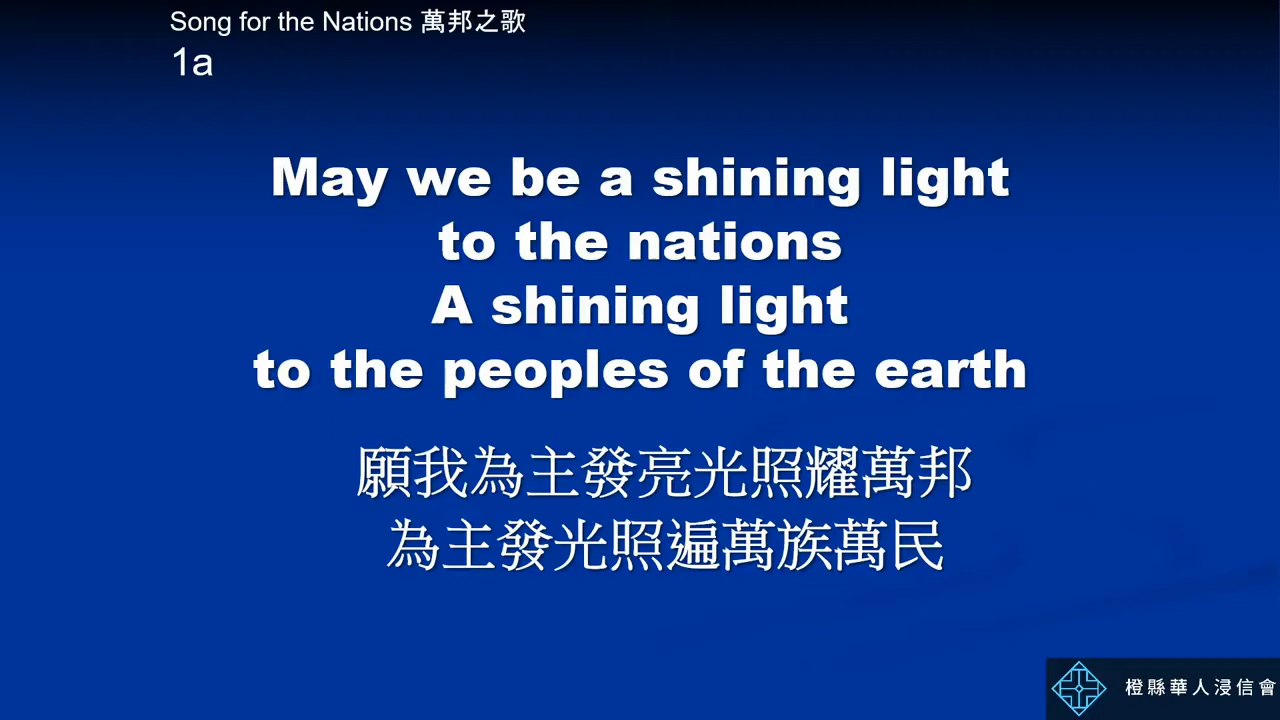 Song for the Nations 萬邦之歌
1a
May we be a shining light
to the nations
A shining light
to the peoples of the earth
願我為主發亮光照耀萬邦
為主發光照遍萬族萬民
橙縣華人浸信會